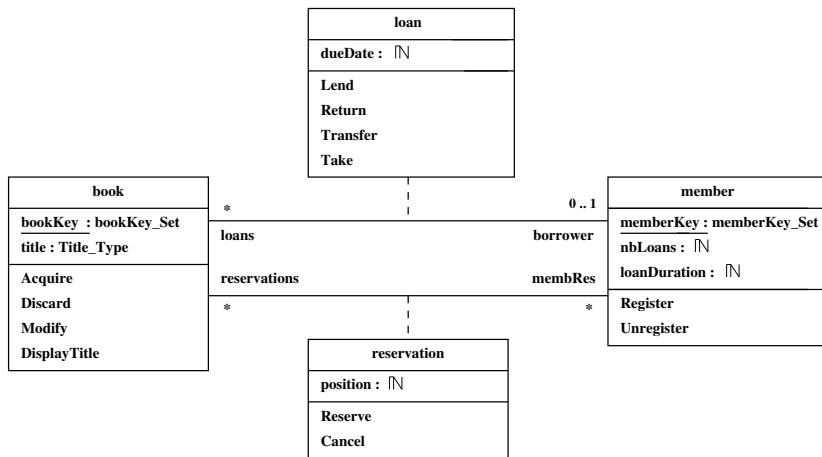 loan
dueDate : ℕ
Lend
Return
Transfer
Take
book
bookKey : bookKey_Set
title : Title_Type
Acquire
Discard
Modify
DisplayTitle
* 0 .. 1
loans borrower
reservations membRes
* *
member
memberKey : memberKey_Set
nbLoans : ℕ
loanDuration : ℕ
Register
Unregister
reservation
position : ℕ
Reserve
Cancel